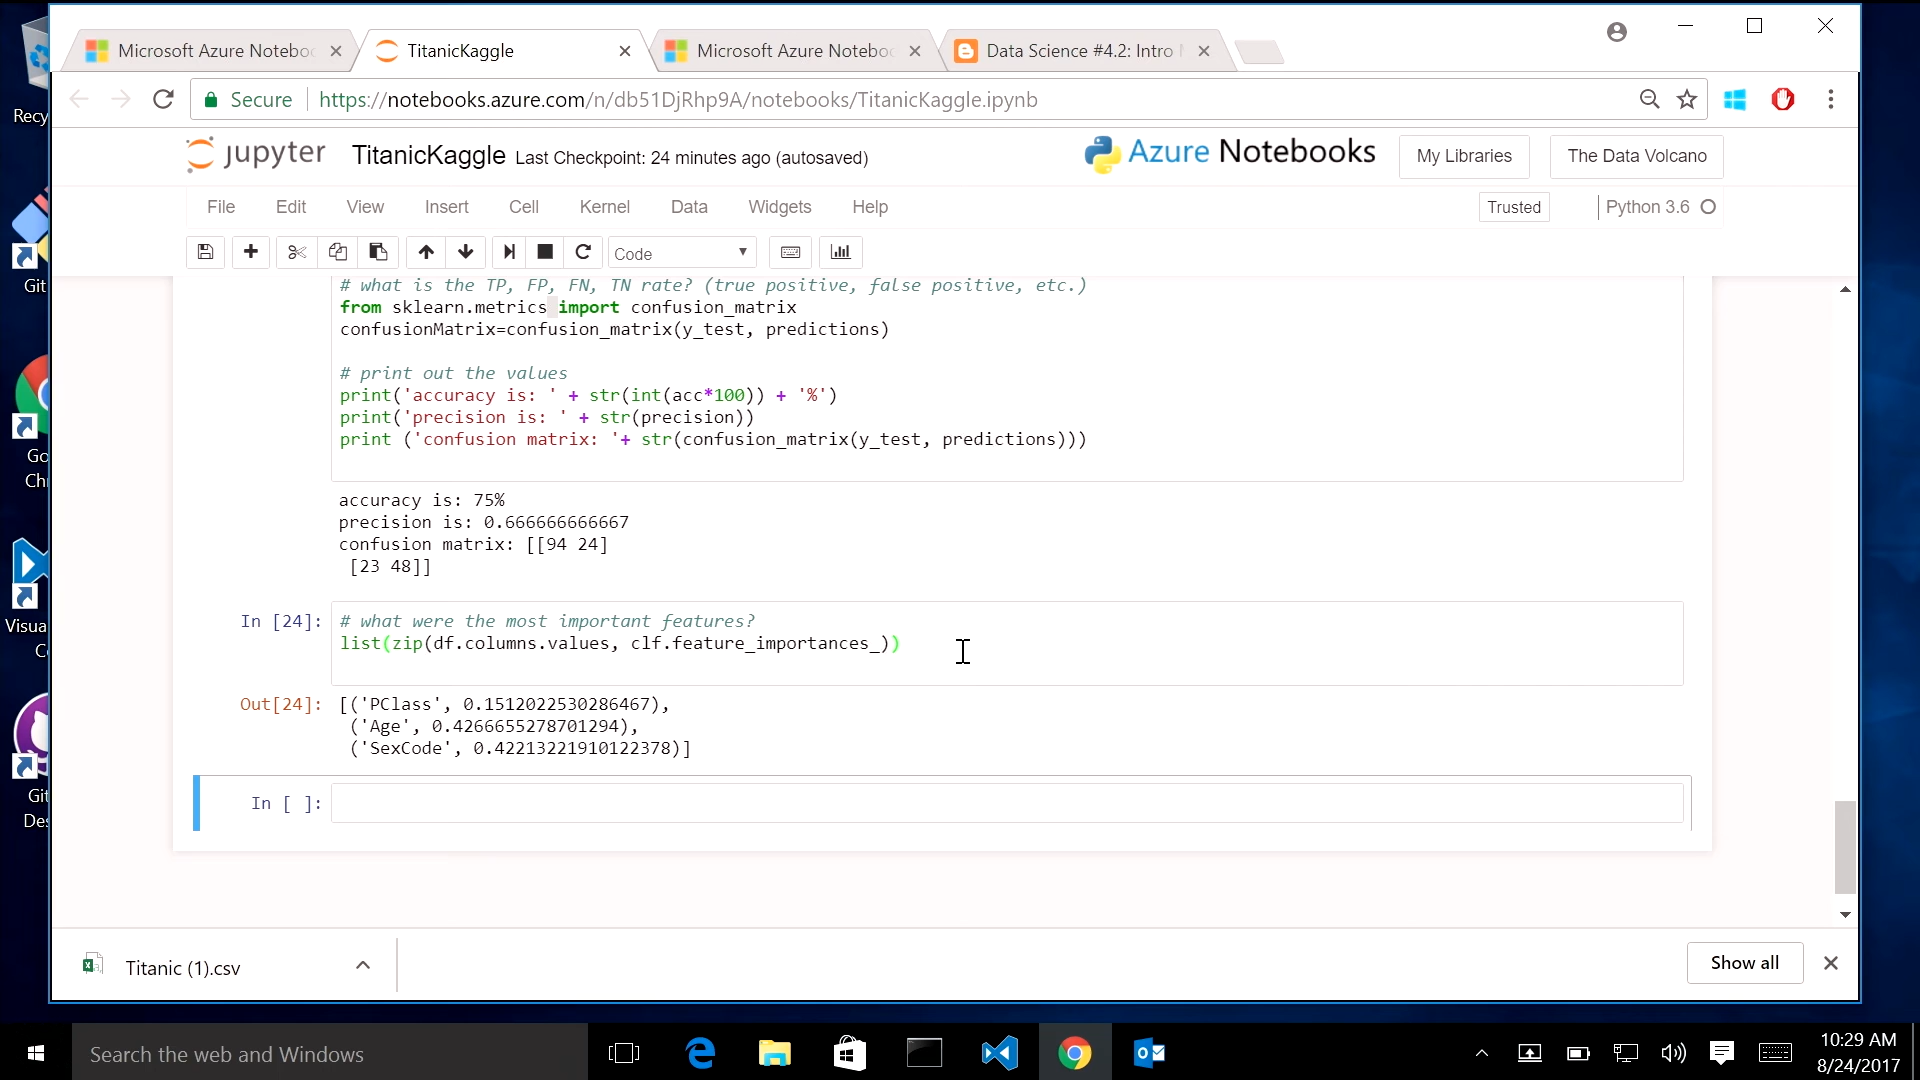 Microsoft Azure Notebo
TitanicKaggle
Microsoft Azure Notebo
Data Science #4.2: Intro
Secure
https://notebooks.azure.com/n/db51DjRhp9A/notebooks/TitanicKaggle.ipynb
Recy
jupyter
TitanicKaggle Last Checkpoint: 24 minutes ago (autosaved)
Azure Notebooks
My Libraries
The Data Volcano
File Edit View Insert Cell Kernel Data Widgets Help
Trusted
Python 3.6
Code
# what is the TP, FP, FN, TN rate? (true positive, false positive, etc.)
from sklearn.metrics import confusion_matrix
confusionMatrix=confusion_matrix(y_test, predictions)
# print out the values
print('accuracy is: ' + str(int(acc*100)) + '%')
print('precision is: ' + str(precision))
print ('confusion matrix: '+ str(confusion_matrix(y_test, predictions)))
accuracy is: 75%
precision is: 0.666666666667
confusion matrix: [[94 24]
[23 48]]
In [24]:
# what were the most important features?
list(zip(df.columns.values, clf.feature_importances_))
Out[24]:
[('PClass', 0.1512022530286467),
('Age', 0.4266655278701294),
('SexCode', 0.42213221910122378)]
In [ ]:
Git
Go
Chr
Visua
Co
Git
Des
Titanic (1).csv
Show all
Search the web and Windows
10:29 AM
8/24/2017